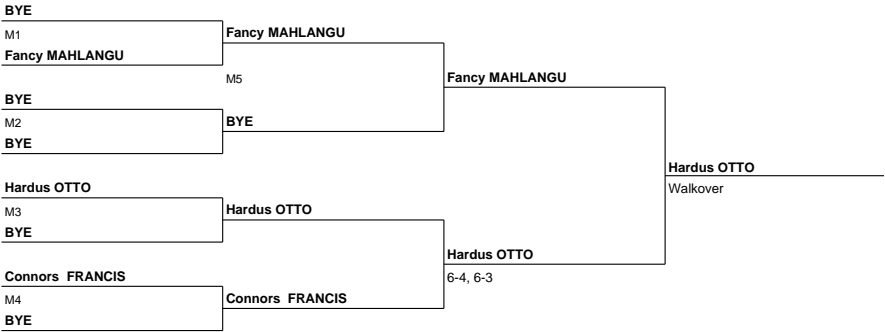 BYE
M1
Fancy MAHLANGU
Fancy MAHLANGU
M5
Fancy MAHLANGU
BYE
M2
BYE
BYE
Hardus OTTO
Walkover
Hardus OTTO
M3
BYE
Hardus OTTO
Hardus OTTO
6-4, 6-3
Connors FRANCIS
M4
BYE
Connors FRANCIS